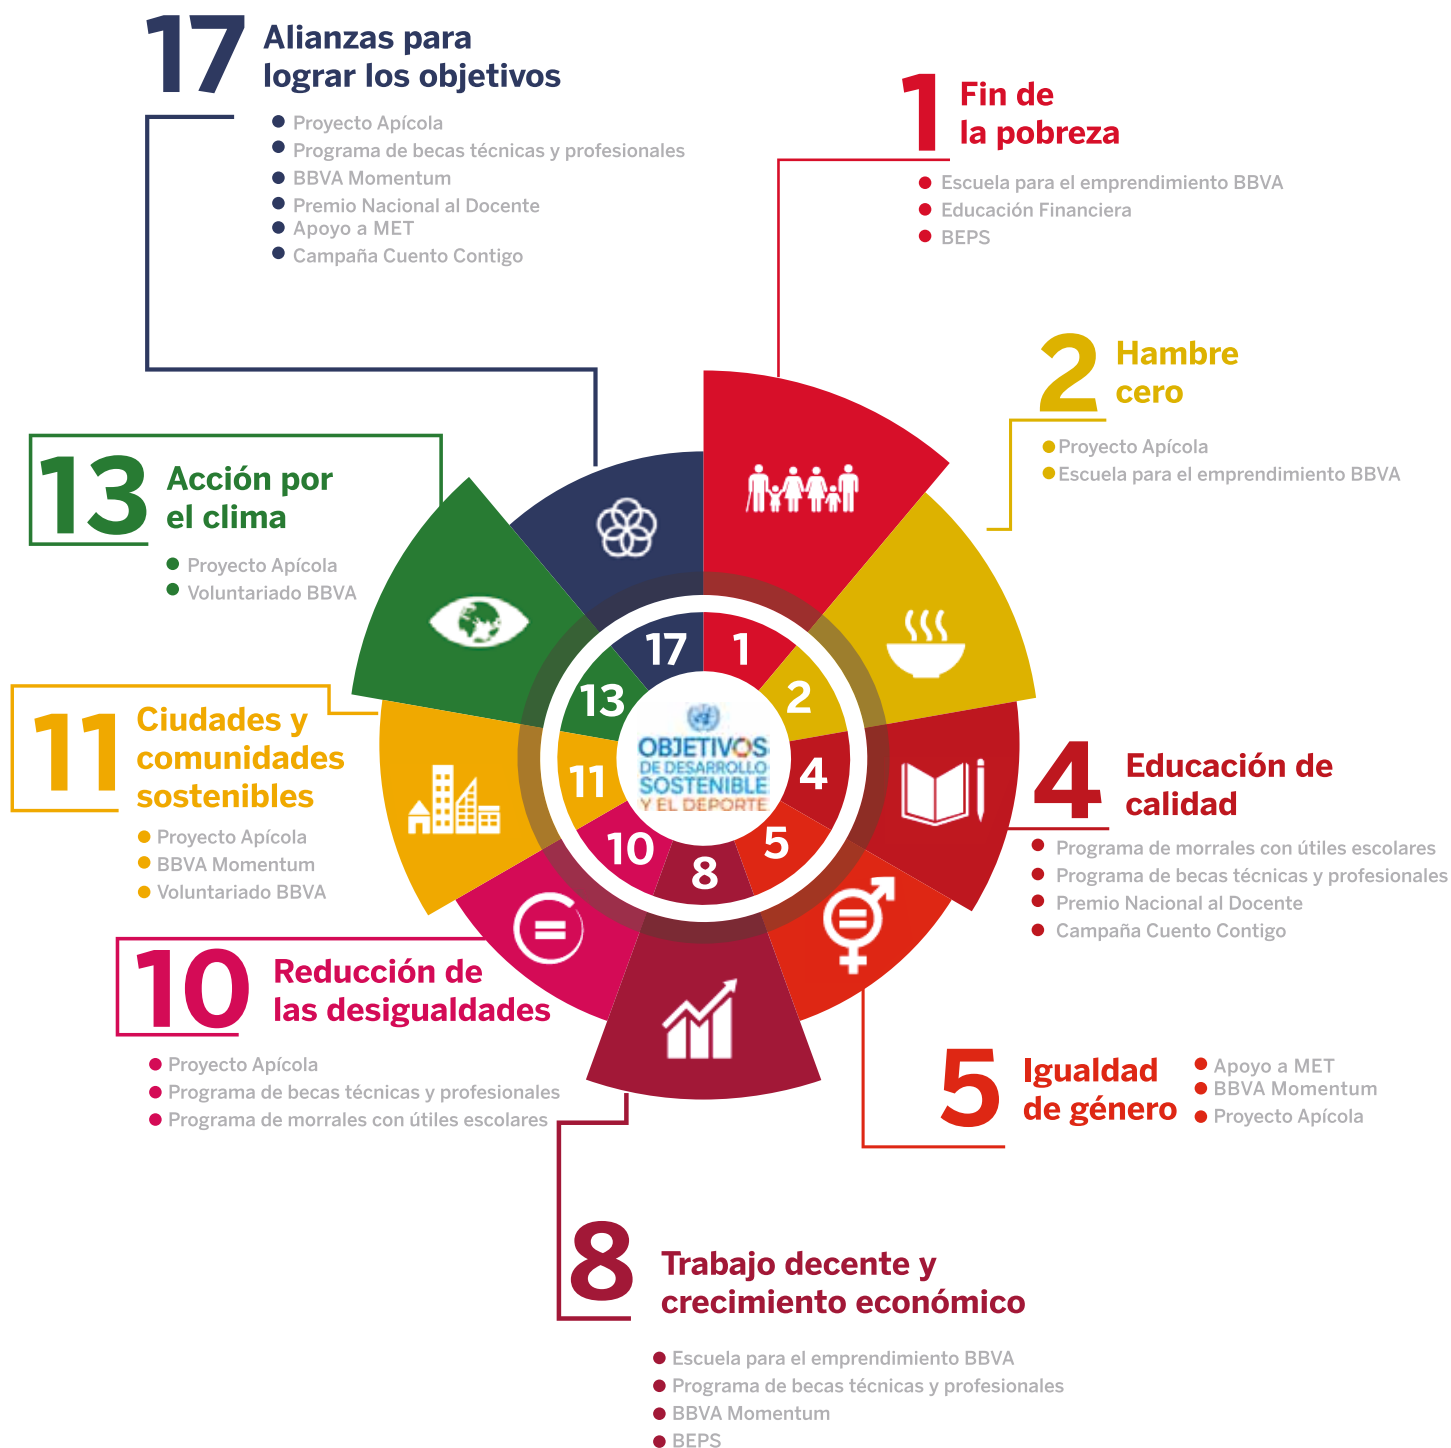 17
Alianzas para
lograr los objetivos
Proyecto Apícola
Programa de becas técnicas y profesionales
BBVA Momentum
Premio Nacional al Docente
Apoyo a MET
Campaña Cuento Contigo
1
Fin de
la pobreza
Escuela para el emprendimiento BBVA
Educación Financiera
BEPS
2
Hambre
cero
Proyecto Apícola
Escuela para el emprendimiento BBVA
13
Acción por
el clima
Proyecto Apícola
Voluntariado BBVA
11
Ciudades y
comunidades
sostenibles
Proyecto Apícola
BBVA Momentum
Voluntariado BBVA
17
1
13
2
11
4
10
5
8
OBJETIVOS
DE DESARROLLO
SOSTENIBLE
Y EL DEPORTE
4
Educación de
calidad
Programa de morrales con útiles escolares
Programa de becas técnicas y profesionales
Premio Nacional al Docente
Campaña Cuento Contigo
10
Reducción de
las desigualdades
Proyecto Apícola
Programa de becas técnicas y profesionales
Programa de morrales con útiles escolares
5
Igualdad
de género
Apoyo a MET
BBVA Momentum
Proyecto Apícola
8
Trabajo decente y
crecimiento económico
Escuela para el emprendimiento BBVA
Programa de becas técnicas y profesionales
BBVA Momentum
BEPS